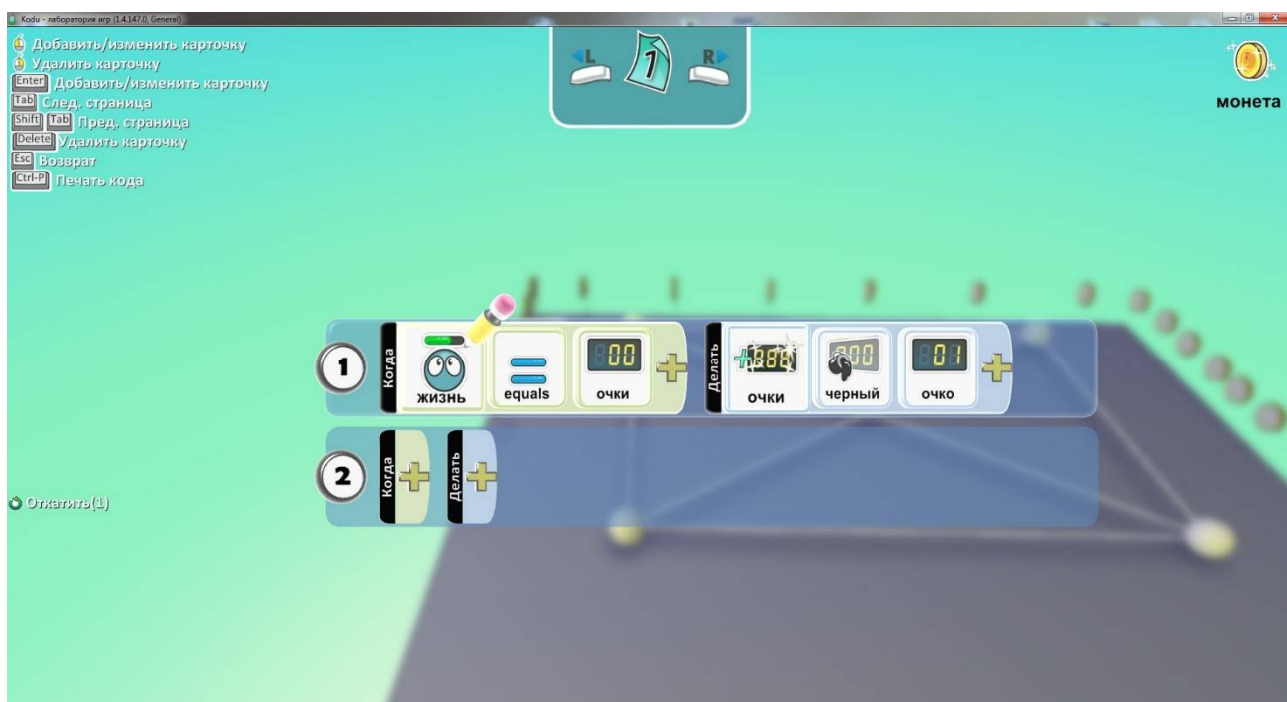 Kodu - лаборатория игр (1.4.147.0, General)
Добавить/изменить карточку
Удалить карточку
Enter Добавить/изменить карточку
Tab След. страница
Shift Tab Пред. страница
Delete Удалить карточку
Esc Возврат
Ctrl-P Печать кода
L 1 R
монета
1 Когда жизнь equals 00 очки Делать очки черный 01 очко
2 Когда Делать
Откатить(1)